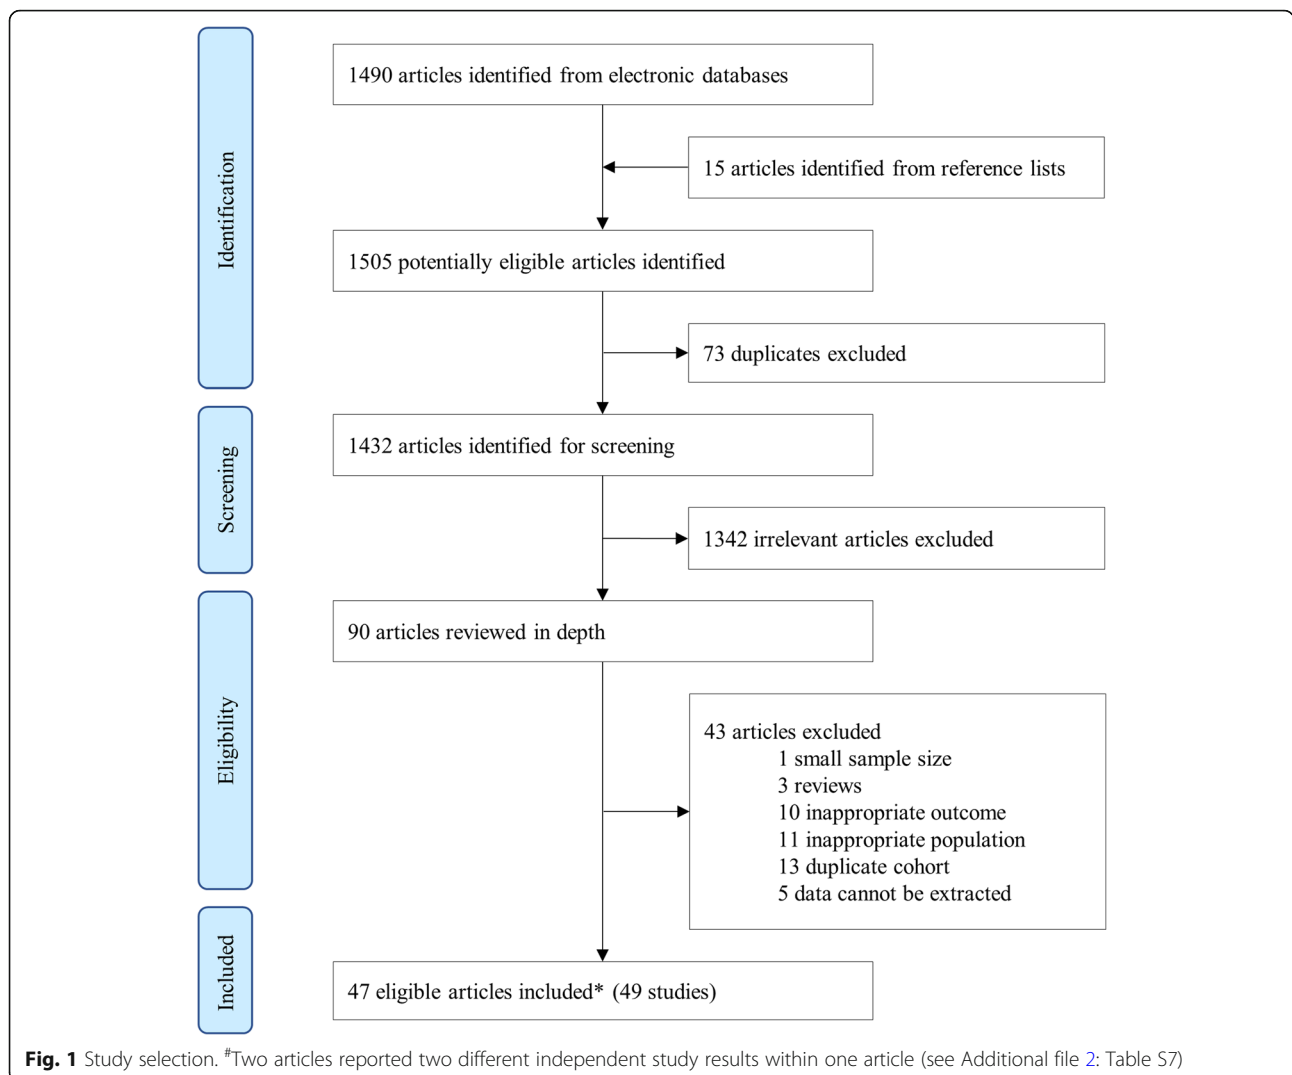 Identification
1490 articles identified from electronic databases
15 articles identified from reference lists
1505 potentially eligible articles identified
73 duplicates excluded
Screening
1432 articles identified for screening
1342 irrelevant articles excluded
Eligibility
90 articles reviewed in depth
43 articles excluded
1 small sample size
3 reviews
10 inappropriate outcome
11 inappropriate population
13 duplicate cohort
5 data cannot be extracted
Included
47 eligible articles included* (49 studies)
Fig. 1 Study selection. #Two articles reported two different independent study results within one article (see Additional file 2: Table S7)